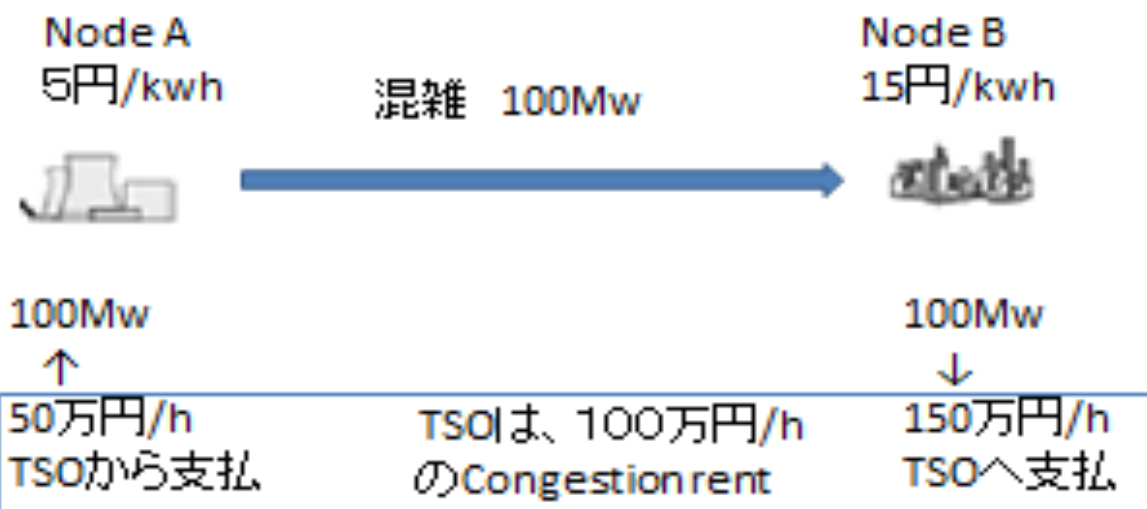 Node A
5円/kwh
混雑 100Mw
Node B
15円/kwh
100Mw
↑
100Mw
↓
50万円/h
TSOから支払
TSOは、100万円/h
のCongestion rent
150万円/h
TSOへ支払